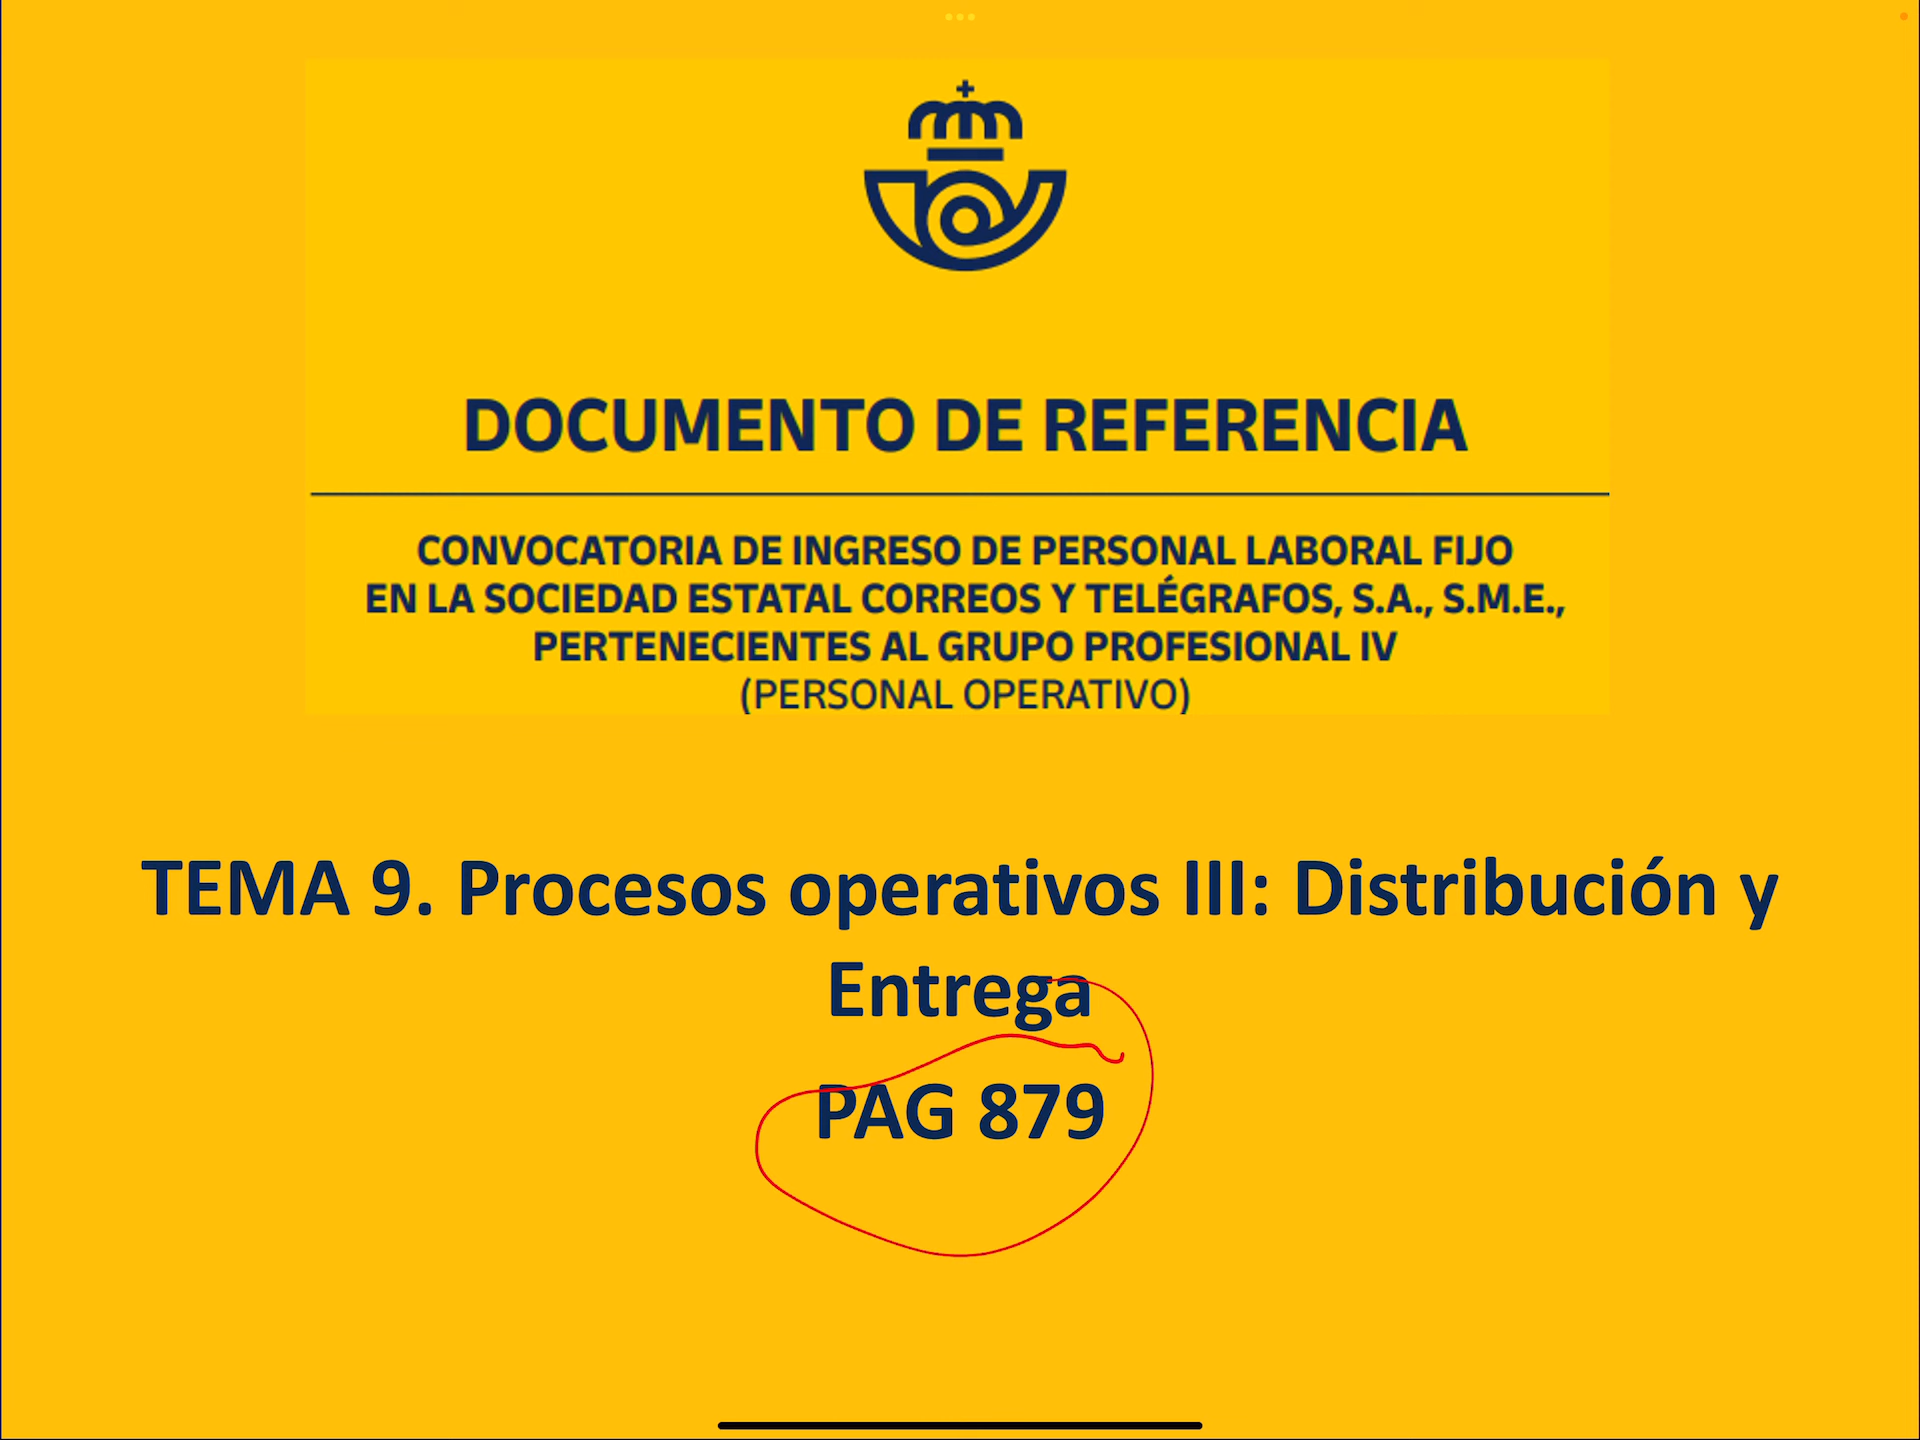 DOCUMENTO DE REFERENCIA
CONVOCATORIA DE INGRESO DE PERSONAL LABORAL FIJO
EN LA SOCIEDAD ESTATAL CORREOS Y TELÉGRAFOS, S.A., S.M.E.,
PERTENECIENTES AL GRUPO PROFESIONAL IV
(PERSONAL OPERATIVO)
TEMA 9. Procesos operativos III: Distribución y
Entrega
PAG 879